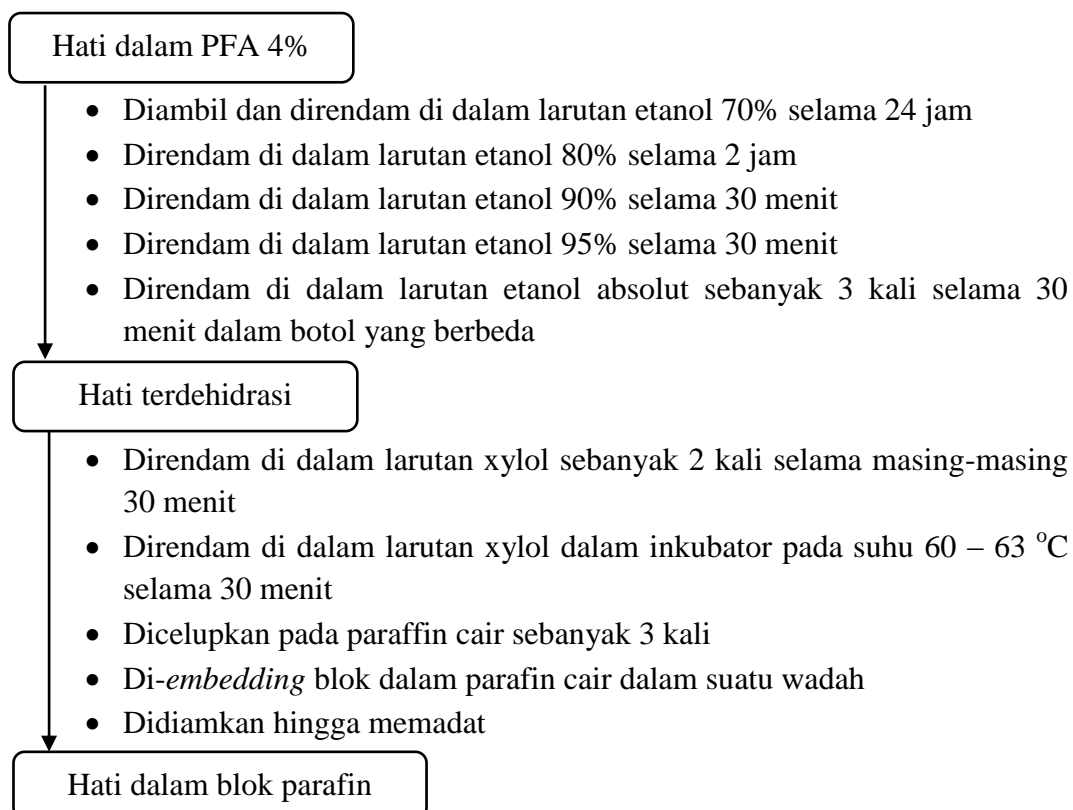 Hati dalam PFA 4%
• Diambil dan direndam di dalam larutan etanol 70% selama 24 jam
• Direndam di dalam larutan etanol 80% selama 2 jam
• Direndam di dalam larutan etanol 90% selama 30 menit
• Direndam di dalam larutan etanol 95% selama 30 menit
• Direndam di dalam larutan etanol absolut sebanyak 3 kali selama 30
menit dalam botol yang berbeda
Hati terdehidrasi
• Direndam di dalam larutan xylol sebanyak 2 kali selama masing-masing
30 menit
• Direndam di dalam larutan xylol dalam inkubator pada suhu 60 – 63 °C
selama 30 menit
• Dicelupkan pada paraffin cair sebanyak 3 kali
• Di-embedding blok dalam parafin cair dalam suatu wadah
• Didiamkan hingga memadat
Hati dalam blok parafin